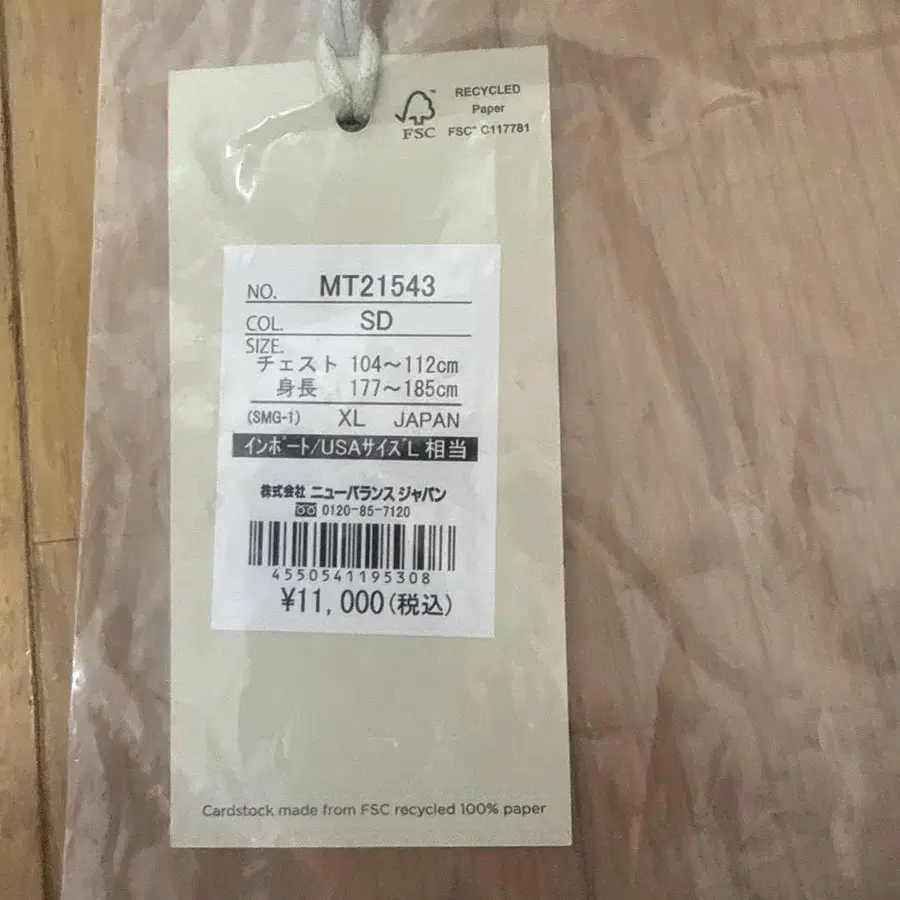 RECYCLED
Paper
FSC® C117781
FSC™
NO. MT21543
COL. SD
SIZE.
チェスト 104～112cm
身長 177～185cm
(SMG-1) XL JAPAN
インポート/USAサイズL 相当
株式会社 ニューバランス ジャパン
0120-85-7120
4550541195308
¥11,000(税込)
Cardstock made from FSC recycled 100% paper